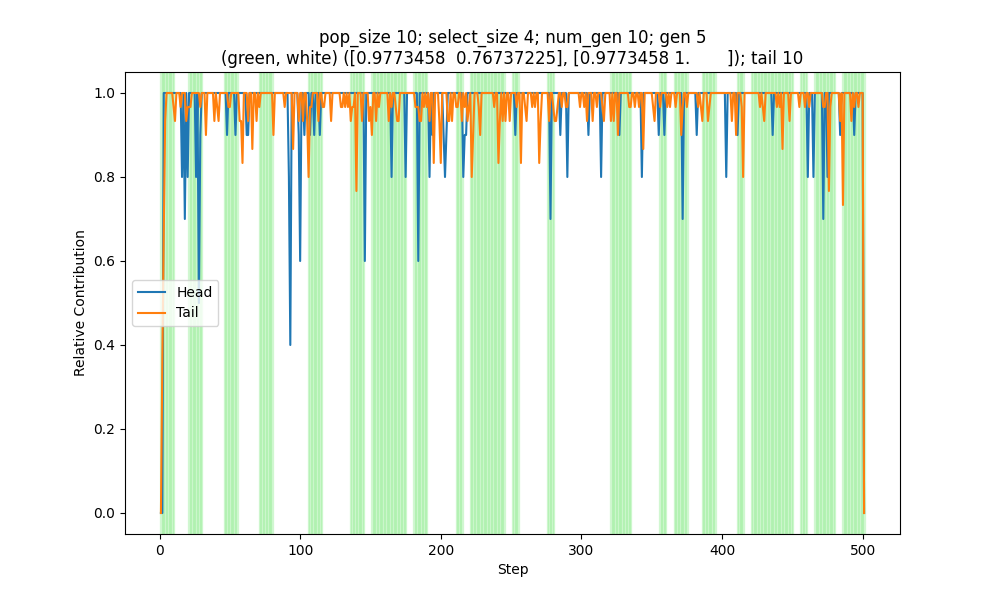 pop_size 10; select_size 4; num_gen 10; gen 5
(green, white) ([0.9773458  0.76737225], [0.9773458 1.        ]); tail 10
1.0
0.8
0.6
0.4
0.2
0.0
Relative Contribution
Head
Tail
0 100 200 300 400 500
Step